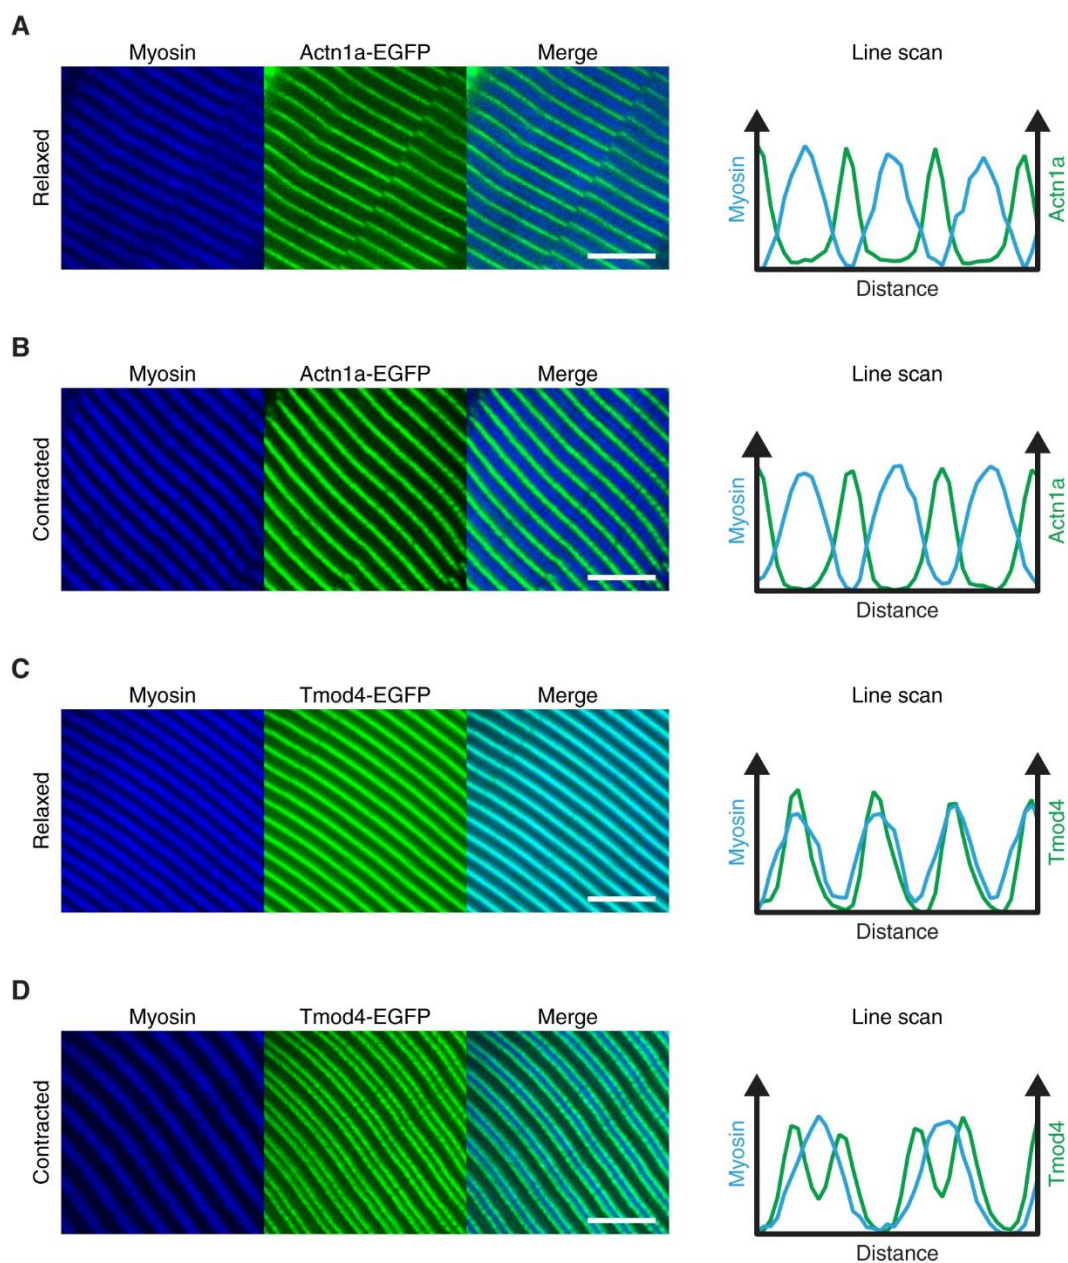 A
Myosin Actn1a-EGFP Merge Line scan
Relaxed
Myosin
Actn1a
Distance
B
Myosin Actn1a-EGFP Merge Line scan
Contracted
Myosin
Actn1a
Distance
C
Myosin Tmod4-EGFP Merge Line scan
Relaxed
Myosin
Tmod4
Distance
D
Myosin Tmod4-EGFP Merge Line scan
Contracted
Myosin
Tmod4
Distance